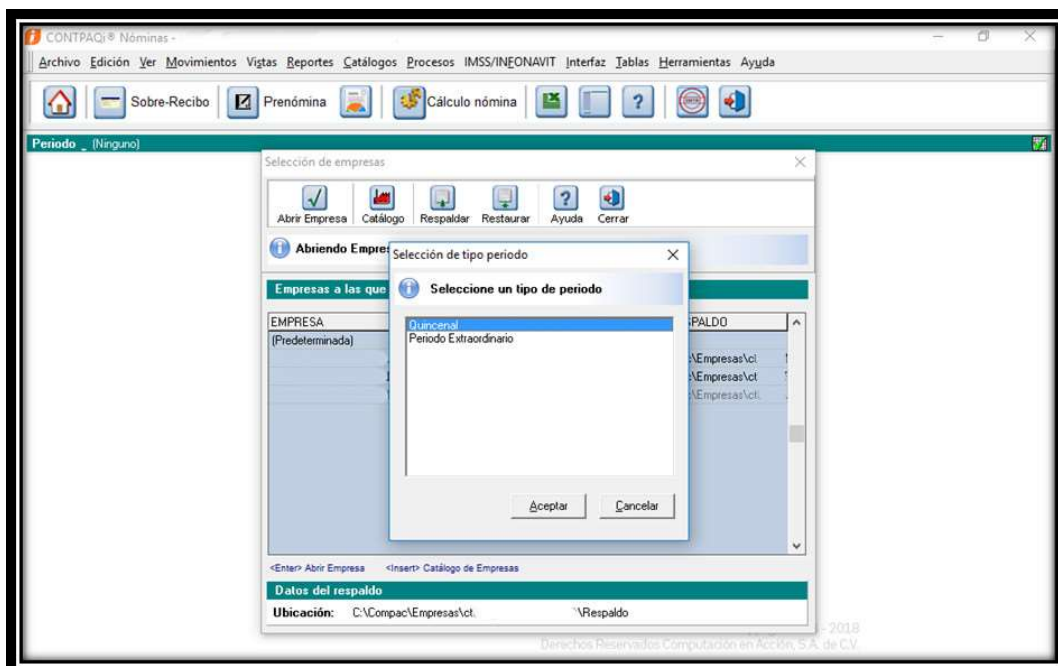 CONTPAQi® Nóminas -
Archivo Edición Ver Movimientos Vistas Reportes Catálogos Procesos IMSS/INFONAVIT Interfaz Tablas Herramientas Ayuda
Sobre-Recibo Prenómina Cálculo nómina
Periodo _ (Ninguno)
Selección de empresas
Abrir Empresa Catálogo Respaldar Restaurar Ayuda Cerrar
Abriendo Empre
Selección de tipo periodo
Seleccione un tipo de periodo
Empresas a las que
EMPRESA PALDO
Quincenal
(Predeterminada)
Periodo Extraordinario
\Empresas\ct
\Empresas\ct
\Empresas\ct
Aceptar Cancelar
<Enter> Abrir Empresa <Insert> Catálogo de Empresas
Datos del respaldo
Ubicación: C:\Compac\Empresas\ct. \Respaldo
- 2018
Derechos Reservados Computación en Acción, S.A. de C.V.